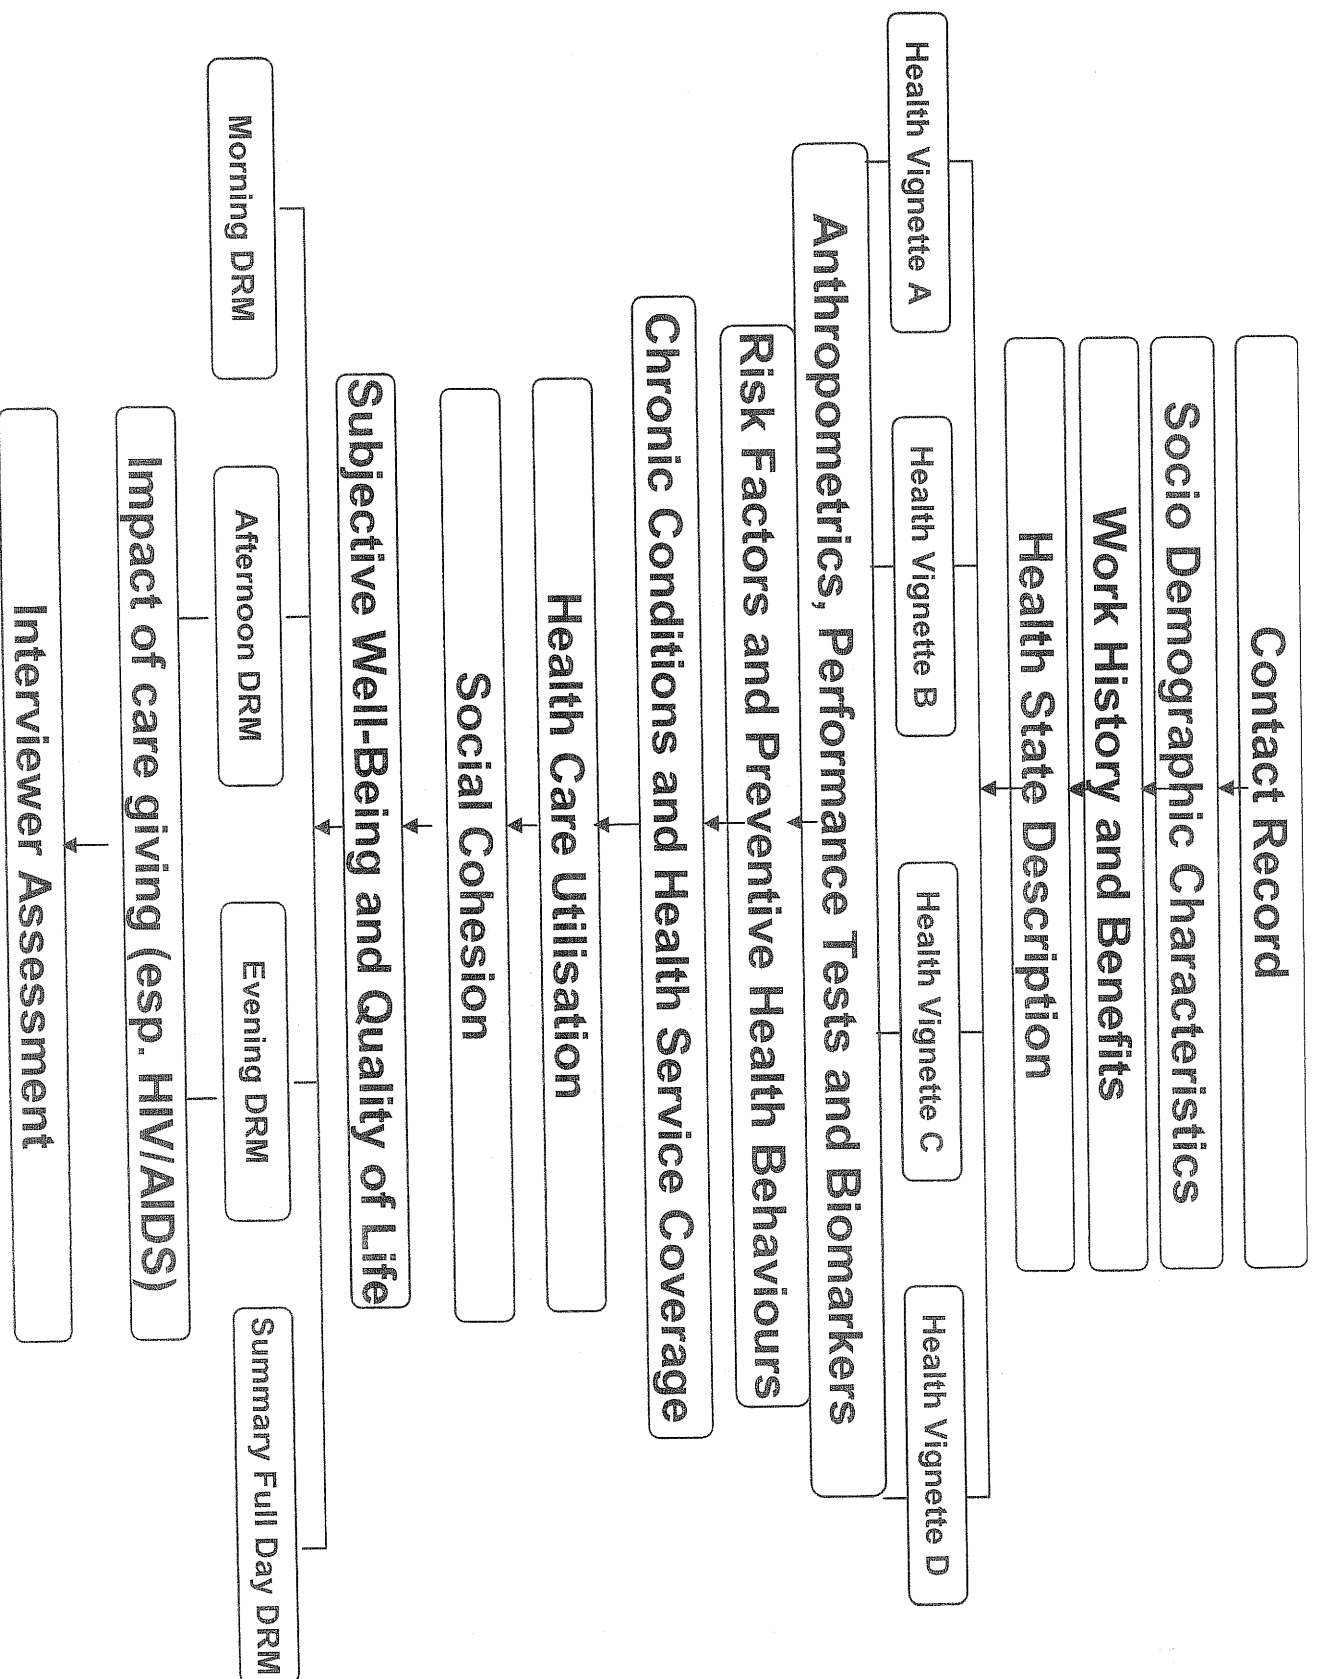 Contact Record
Socio Demographic Characteristics
Work History and Benefits
Health State Description
Health Vignette A
Health Vignette B
Health Vignette C
Health Vignette D
Anthropometrics, Performance Tests and Biomarkers
Risk Factors and Preventive Health Behaviours
Chronic Conditions and Health Service Coverage
Health Care Utilisation
Social Cohesion
Subjective Well-Being and Quality of Life
Morning DRM
Afternoon DRM
Evening DRM
Summary Full Day DRM
Impact of care giving (esp. HIV/AIDS)
Interviewer Assessment